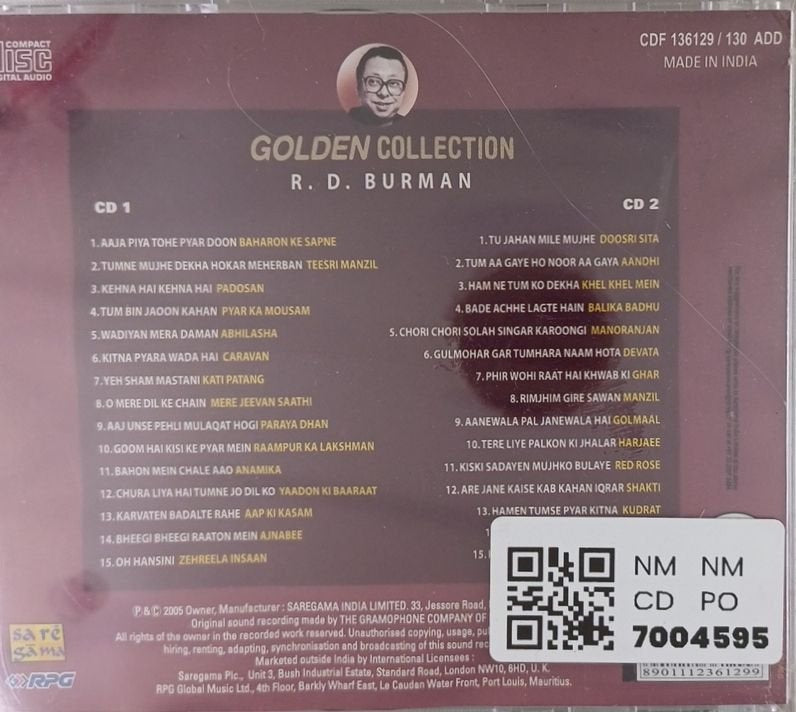 COMPACT
DISC
DIGITAL AUDIO
CDF 136129 / 130 ADD
MADE IN INDIA
GOLDEN COLLECTION
R. D. BURMAN
CD 1
1. AAJA PIYA TOHE PYAR DOON BAHARON KE SAPNE
2. TUMNE MUJHE DEKHA HOKAR MEHERBAN TEESRI MANZIL
3. KEHNA HAI KEHNA HAI PADOSAN
4. TUM BIN JAOON KAHAN PYAR KA MOUSAM
5. WADIYAN MERA DAMAN ABHILASHA
6. KITNA PYARA WADA HAI CARAVAN
7. YEH SHAM MASTANI KATI PATANG
8. O MERE DIL KE CHAIN MERE JEEVAN SAATHI
9. AAJ UNSE PEHLI MULAQAT HOGI PARAYA DHAN
10. GOOM HAI KISI KE PYAR MEIN RAAMPUR KA LAKSHMAN
11. BAHON MEIN CHALE AAO ANAMIKA
12. CHURA LIYA HAI TUMNE JO DIL KO YAADON KI BAARAAT
13. KARVATEN BADALTE RAHE AAP KI KASAM
14. BHEEGI BHEEGI RAATON MEIN AJNABEE
15. OH HANSINI ZEHREELA INSAAN
CD 2
1. TU JAHAN MILE MUJHE DOOSRI SITA
2. TUM AA GAYE HO NOOR AA GAYA AANDHI
3. HAM NE TUM KO DEKHA KHEL KHEL MEIN
4. BADE ACHHE LAGTE HAIN BALIKA BADHU
5. CHORI CHORI SOLAH SINGAR KAROONGI MANORANJAN
6. GULMOHAR GAR TUMHARA NAAM HOTA DEVATA
7. PHIR WOHI RAAT HAI KHWAB KI GHAR
8. RIMJHIM GIRE SAWAN MANZIL
9. AANEWALA PAL JANEWALA HAI GOLMAAL
10. TERE LIYE PALKON KI JHALAR HARJAEE
11. KISKI SADAYEN MUJHKO BULAYE RED ROSE
12. ARE JANE KAISE KAB KAHAN IQRAR SHAKTI
13. HAMEN TUMSE PYAR KITNA KUDRAT
15.
NM NM
CD PO
7004595
8901112361299
sa rē
gā ma
RPG
℗ & © 2005 Owner, Manufacturer : SAREGAMA INDIA LIMITED. 33, Jessore Road,
Original sound recording made by THE GRAMOPHONE COMPANY OF
All rights of the owner in the recorded work reserved. Unauthorised copying, usage,
hiring, renting, adapting, synchronisation and broadcasting of this sound
Marketed outside India by International Licensees :
Saregama Plc., Unit 3, Bush Industrial Estate, Standard Road, London NW10, 6HD, U. K.
RPG Global Music Ltd., 4th Floor, Barkly Wharf East, Le Caudan Water Front, Port Louis, Mauritius.